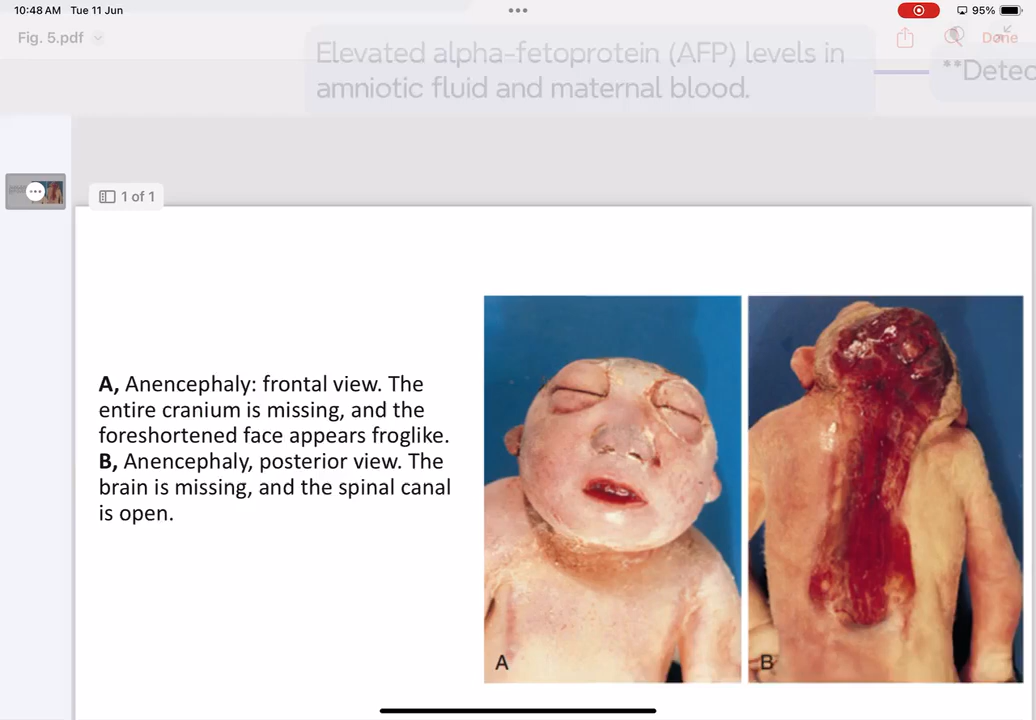 10:48 AM Tue 11 Jun
95%
Fig. 5.pdf
Done
Elevated alpha-fetoprotein (AFP) levels in
amniotic fluid and maternal blood.
**Detec
1 of 1
A, Anencephaly: frontal view. The
entire cranium is missing, and the
foreshortened face appears froglike.
B, Anencephaly, posterior view. The
brain is missing, and the spinal canal
is open.
A
B